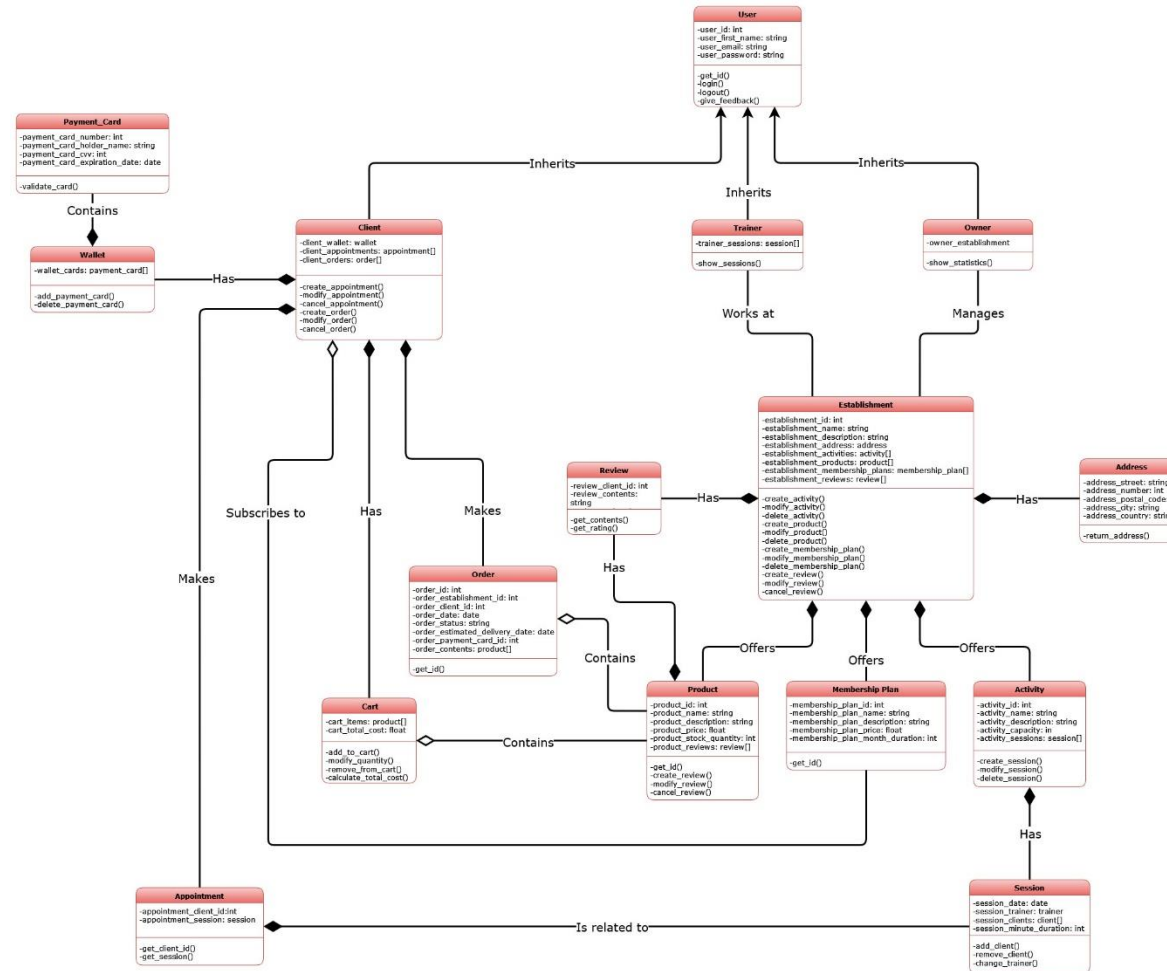 User
-user_id: int
-user_first_name: string
-user_email: string
-user_password: string
-get_id()
-login()
-logout()
-give_feedback()
Payment_Card
-payment_card_number: int
-payment_card_holder_name: string
-payment_card_cvv: int
-payment_card_expiration_date: date
-validate_card()
Inherits
Inherits
Inherits
Contains
Client
-client_wallet: wallet
-client_appointments: appointment[]
-client_orders: order[]
-create_appointment()
-modify_appointment()
-cancel_appointment()
-create_order()
-modify_order()
-cancel_order()
Trainer
-trainer_sessions: session[]
-show_sessions()
Owner
-owner_establishment
-show_statistics()
Wallet
-wallet_cards: payment_card[]
-add_payment_card()
-delete_payment_card()
Has
Works at
Manages
Establishment
-establishment_id: int
-establishment_name: string
-establishment_description: string
-establishment_address: address
-establishment_activities: activity[]
-establishment_products: product[]
-establishment_membership_plans: membership_plan[]
-establishment_reviews: review[]
-create_activity()
-modify_activity()
-delete_activity()
-create_product()
-modify_product()
-delete_product()
-create_membership_plan()
-modify_membership_plan()
-delete_membership_plan()
-create_review()
-modify_review()
-cancel_review()
Review
-review_client_id: int
-review_contents:
string
-get_contents()
-get_rating()
Has
Has
Address
-address_street: string
-address_number: int
-address_postal_code
-address_city: string
-address_country: stri
-return_address()
Subscribes to
Has
Makes
Makes
Has
Order
-order_id: int
-order_establishment_id: int
-order_client_id: int
-order_date: date
-order_status: string
-order_estimated_delivery_date: date
-order_payment_card_id: int
-order_contents: product[]
-get_id()
Contains
Offers
Offers
Offers
Cart
-cart_items: product[]
-cart_total_cost: float
-add_to_cart()
-modify_quantity()
-remove_from_cart()
-calculate_total_cost()
Contains
Product
-product_id: int
-product_name: string
-product_description: string
-product_price: float
-product_stock_quantity: int
-product_reviews: review[]
-get_id()
-create_review()
-modify_review()
-cancel_review()
Membership Plan
-membership_plan_id: int
-membership_plan_name: string
-membership_plan_description: string
-membership_plan_price: float
-membership_plan_month_duration: int
-get_id()
Activity
-activity_id: int
-activity_name: string
-activity_description: string
-activity_capacity: in
-activity_sessions: session[]
-create_session()
-modify_session()
-delete_session()
Has
Appointment
-appointment_client_id:int
-appointment_session: session
-get_client_id()
-get_session()
Is related to
Session
-session_date: date
-session_trainer: trainer
-session_clients: client[]
-session_minute_duration: int
-add_client()
-remove_client()
-change_trainer()